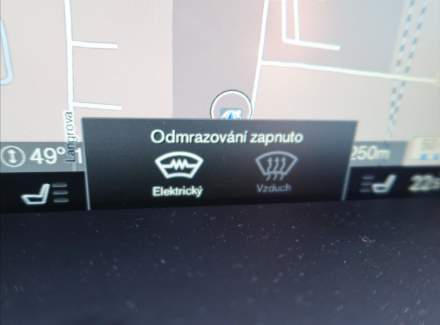 Langrova
Odmrazování zapnuto
49°
250m
Elektrický
Vzduch